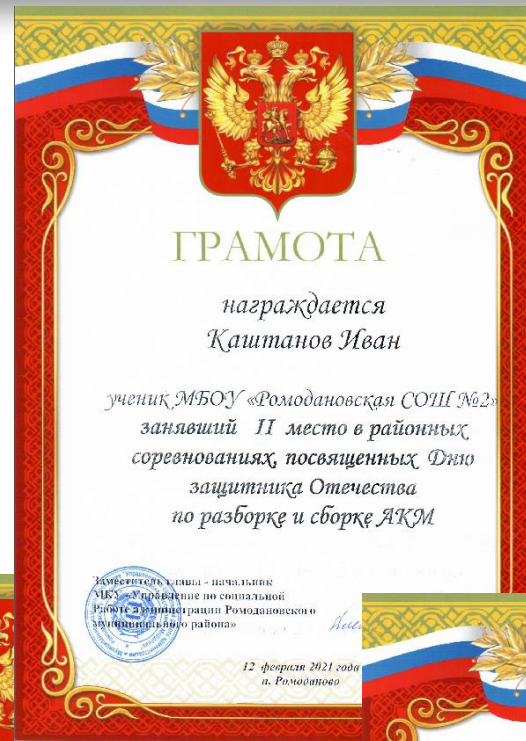 ГРАМОТА
награждается
Каштанов Иван
ученик МБОУ «Ромодановская СОШ №2»
занявший II место в районных
соревнованиях, посвященных Дню
защитника Отечества
по разборке и сборке АКМ
Заместитель главы - начальник
МКУ «Управление по социальной
Работе администрации Ромодановского
муниципального района»
12 февраля 2021 года
п. Ромоданово